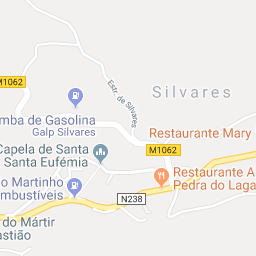 M1062
Estr. de Silvares
Silvares
mba de Gasolina
Galp Silvares
Restaurante Mary
M1062
Capela de Santa
Santa Eufémia
Restaurante A
Pedra do Laga
o Martinho
mbustíveis
N238
do Mártir
astião